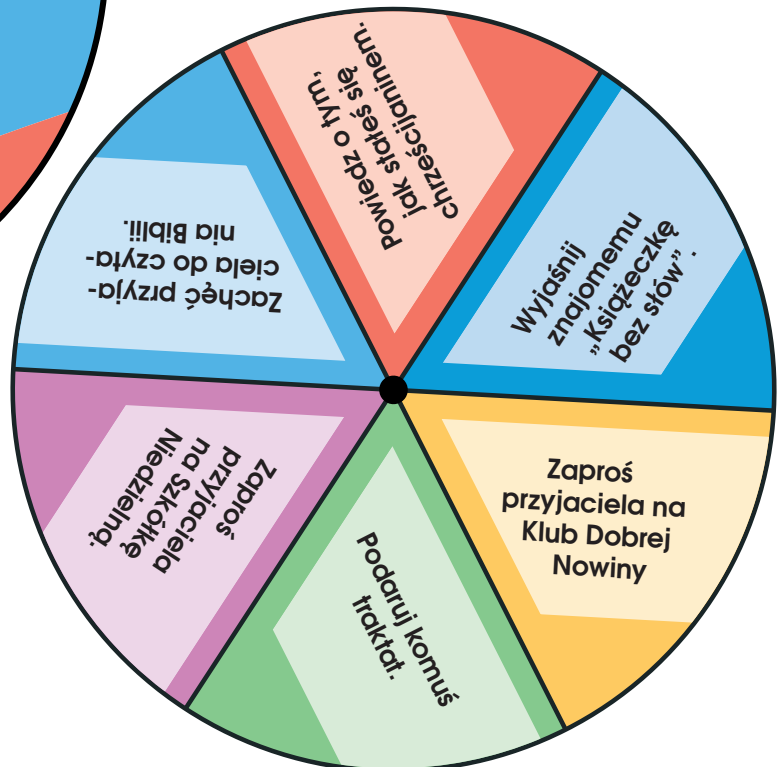 Powiedz o tym,
jak stałeś się
chrześcijaninem.
Wyjaśnij
znajomemu
„Książeczkę
bez słów”.
Zaproś
przyjaciela na
Klub Dobrej
Nowiny
Podaruj komuś
traktat.
Zaproś
przyjaciela
na Szkółkę
Niedzielną.
Zachęć przyja-
ciela do czyta-
nia Biblii.